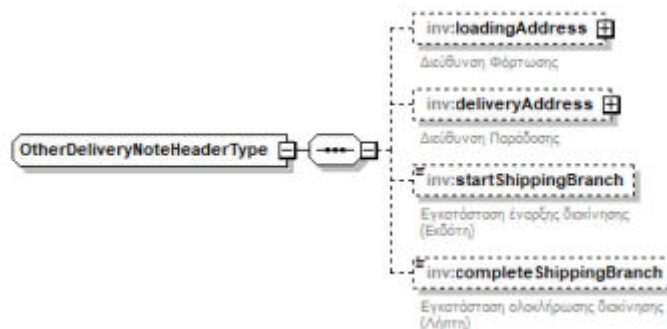 inv:loadingAddress
Διεύθυνση Φόρτωσης
inv:deliveryAddress
Διεύθυνση Παράδοσης
OtherDeliveryNoteHeaderType
inv:startShippingBranch
Εγκατάσταση έναρξης διακίνησης
(Εκδότη)
inv:completeShippingBranch
Εγκατάσταση ολοκλήρωσης διακίνησης
(Λήπτη)